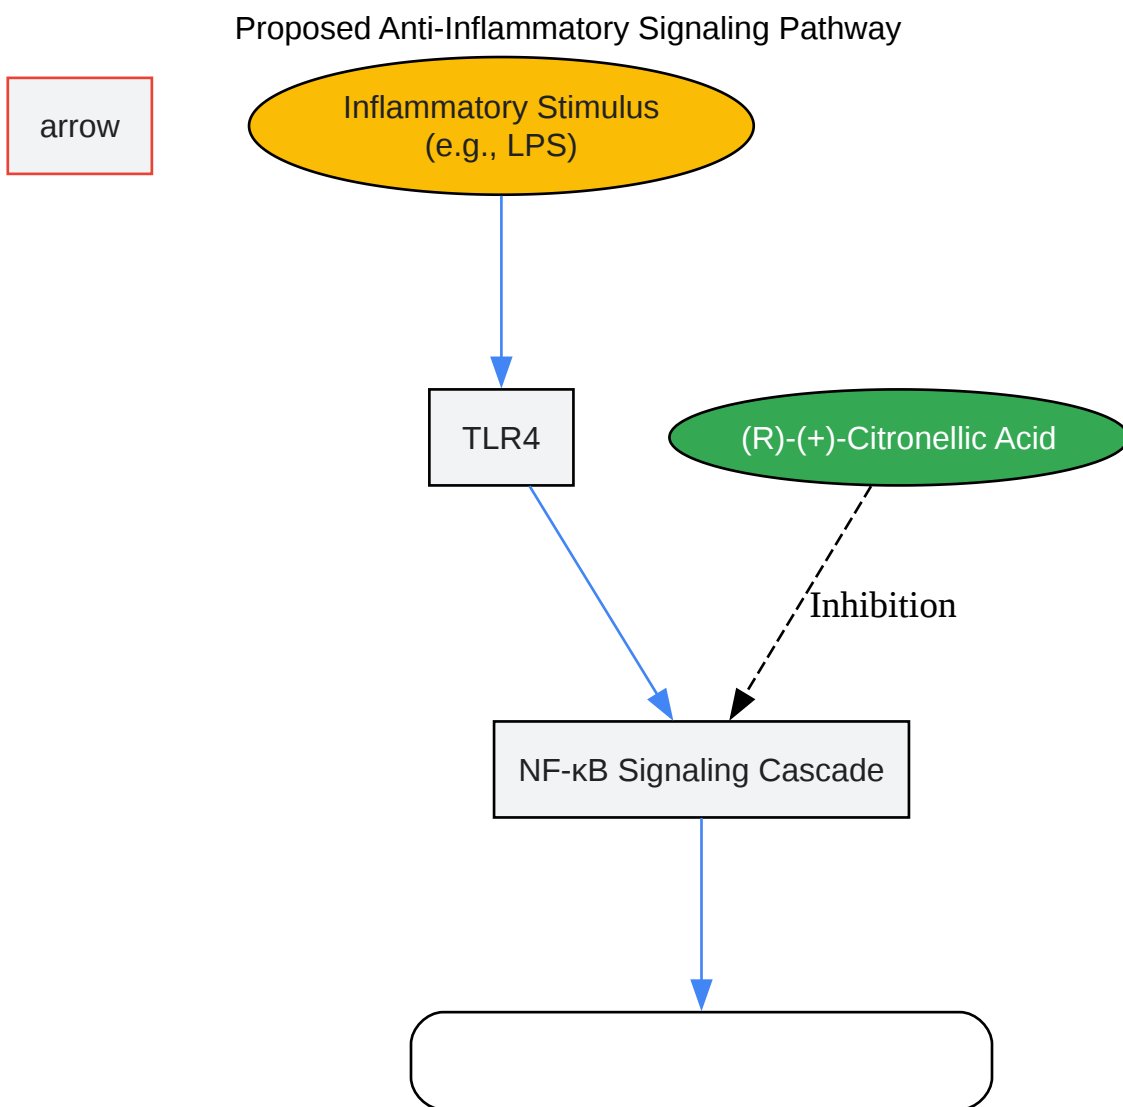 Proposed Anti-Inflammatory Signaling Pathway
arrow
Inflammatory Stimulus
(e.g., LPS)
TLR4
(R)-(+)-Citronellic Acid
Inhibition
NF-κB Signaling Cascade